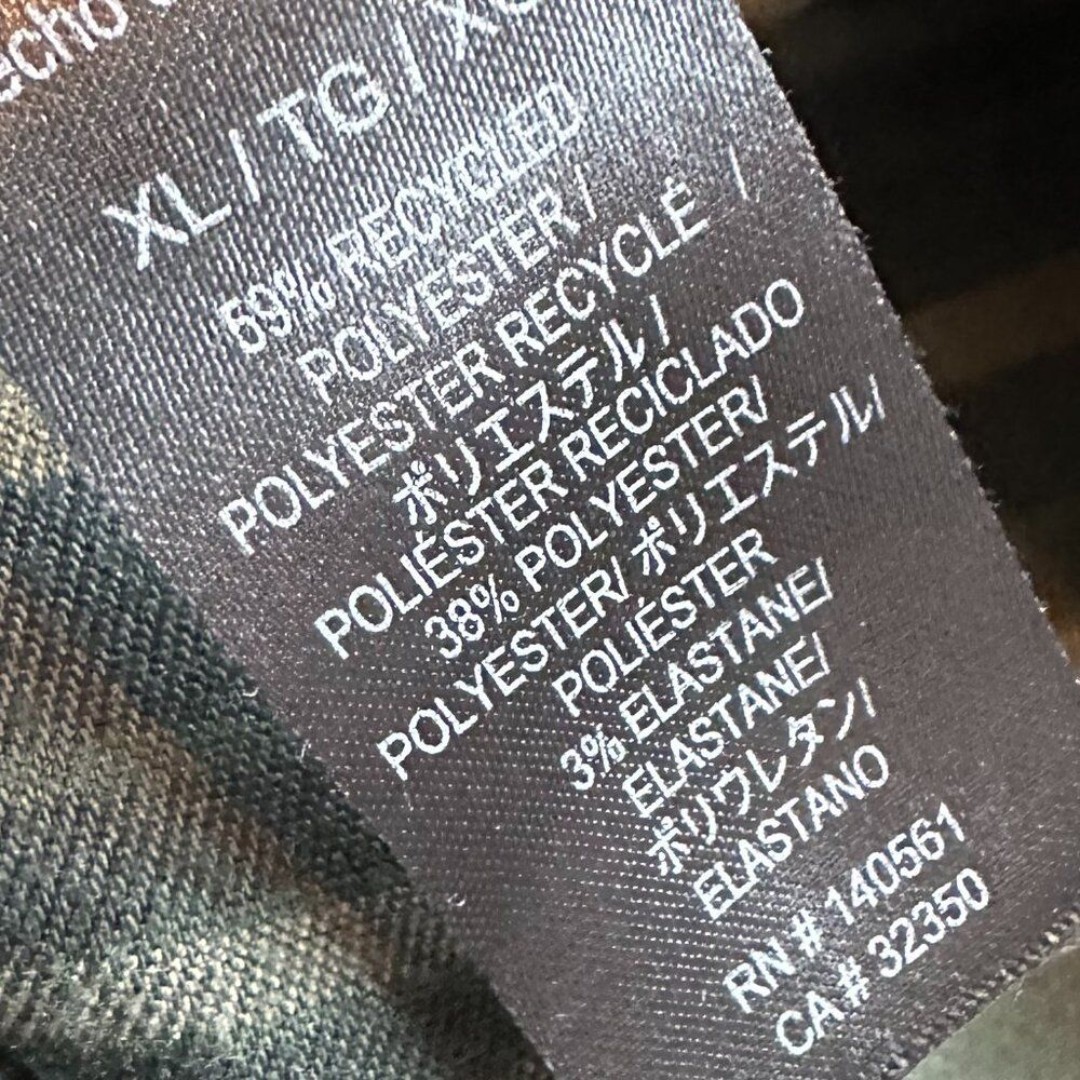 echo
XL / TG /
59% RECYCLED
POLYESTER /
POLYESTER RECYCLÉ /
ポリエステル /
POLIÉSTER RECICLADO
38% POLYESTER/
POLYESTER/ ポリエステル/
POLIÉSTER
3% ELASTANE/
ELASTANE/
ポリウレタン/
ELASTANO
RN # 140561
CA # 32350